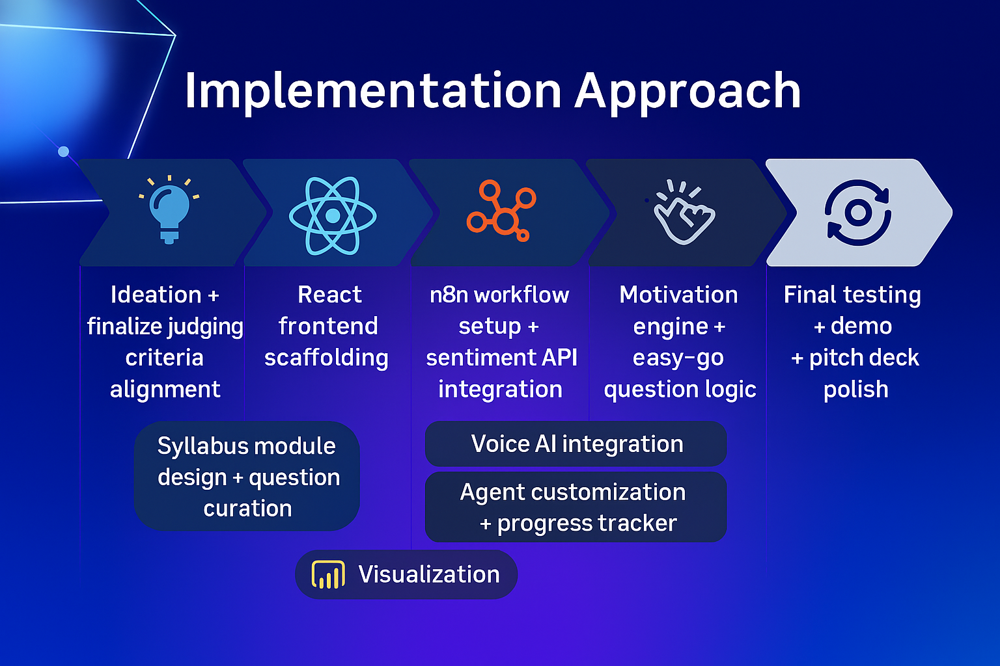 Implementation Approach
Ideation +
finalize judging
criteria
alignment
React
frontend
scaffolding
n8n workflow
setup +
sentiment API
integration
Motivation
engine +
easy-go
question logic
Final testing
+ demo
+ pitch deck
polish
Syllabus module
design + question
curation
Voice AI integration
Agent customization
+ progress tracker
Visualization